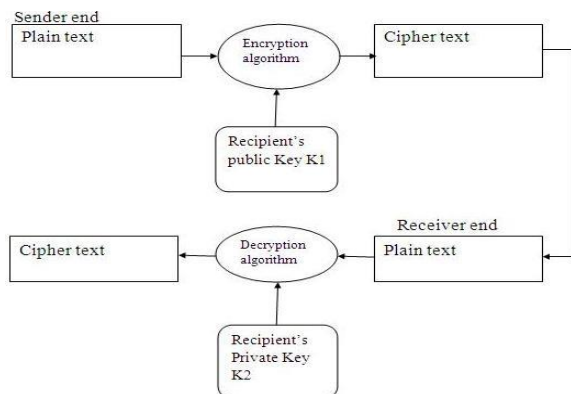 Sender end
Plain text
Encryption
algorithm
Cipher text
Recipient's
public Key K1
Receiver end
Cipher text
Decryption
algorithm
Plain text
Recipient's
Private Key
K2